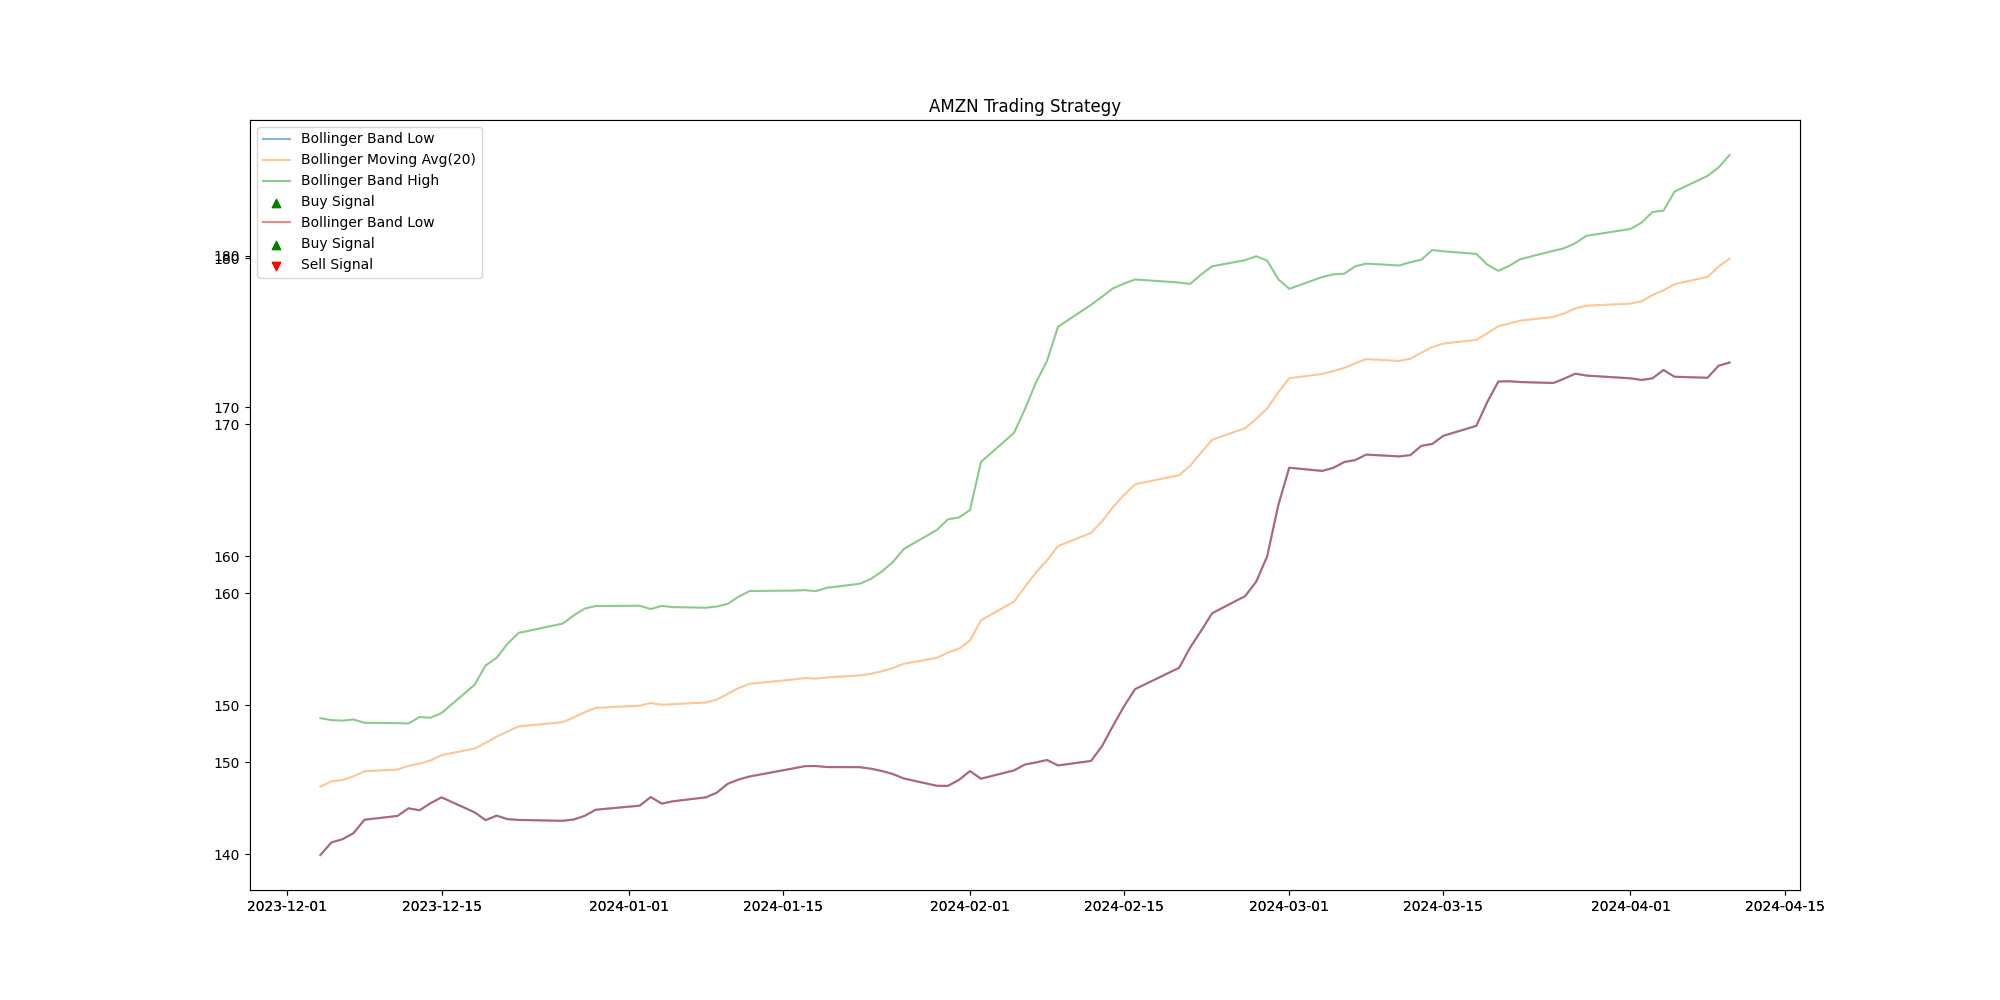 AMZN Trading Strategy
Bollinger Band Low
Bollinger Moving Avg(20)
Bollinger Band High
Buy Signal
Bollinger Band Low
Buy Signal
Sell Signal
180
180
170
170
160
160
150
150
140
2023-12-01 2023-12-15 2024-01-01 2024-01-15 2024-02-01 2024-02-15 2024-03-01 2024-03-15 2024-04-01 2024-04-15